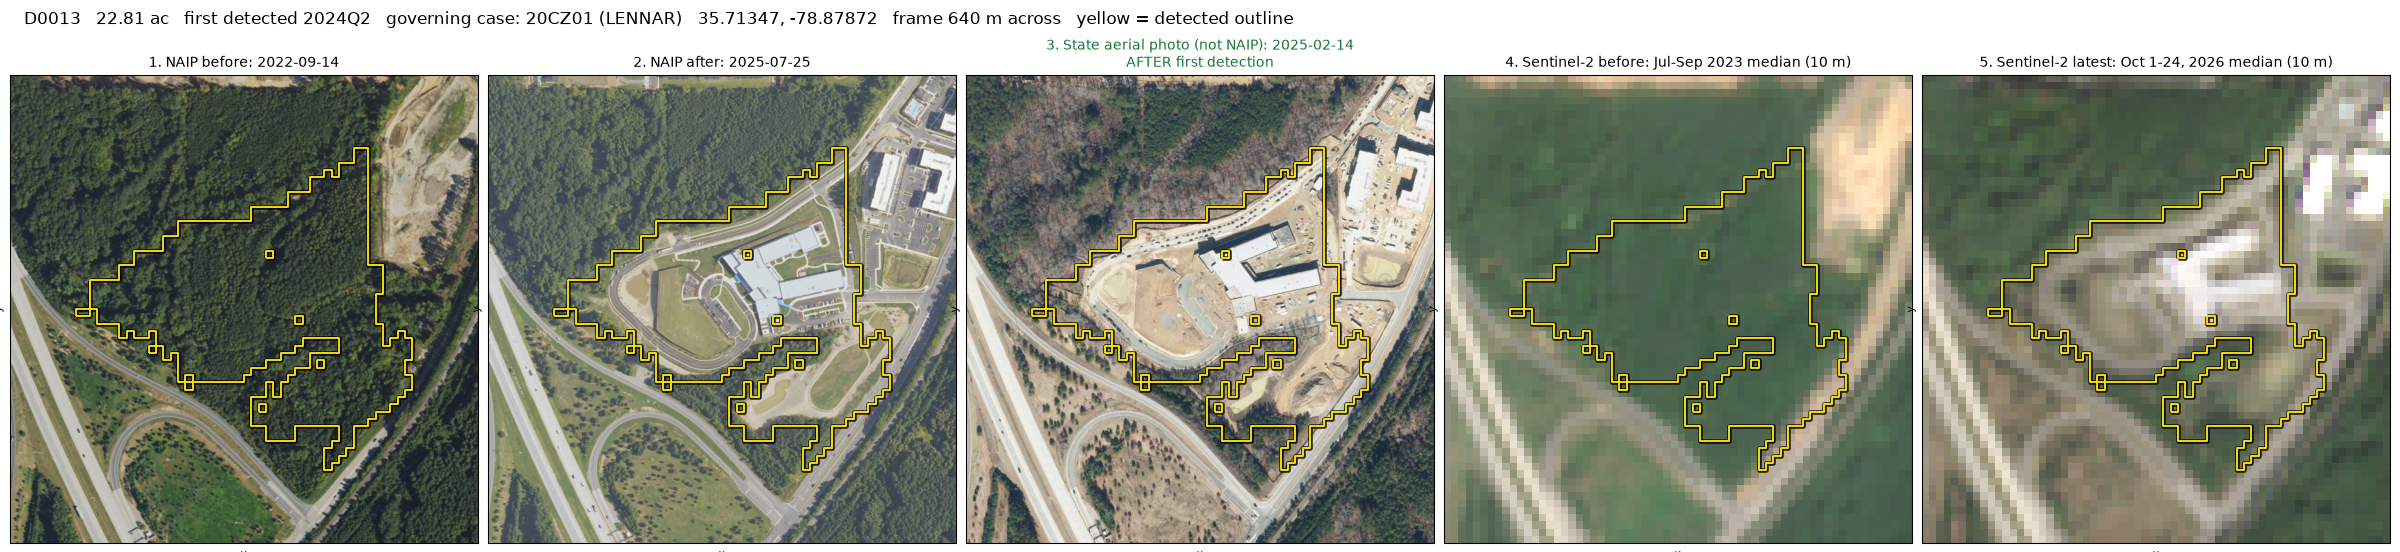 D0013   22.81 ac   first detected 2024Q2   governing case: 20CZ01 (LENNAR)   35.71347, -78.87872   frame 640 m across   yellow = detected outline
1. NAIP before: 2022-09-14
2. NAIP after: 2025-07-25
3. State aerial photo (not NAIP): 2025-02-14
AFTER first detection
4. Sentinel-2 before: Jul-Sep 2023 median (10 m)
5. Sentinel-2 latest: Oct 1-24, 2026 median (10 m)